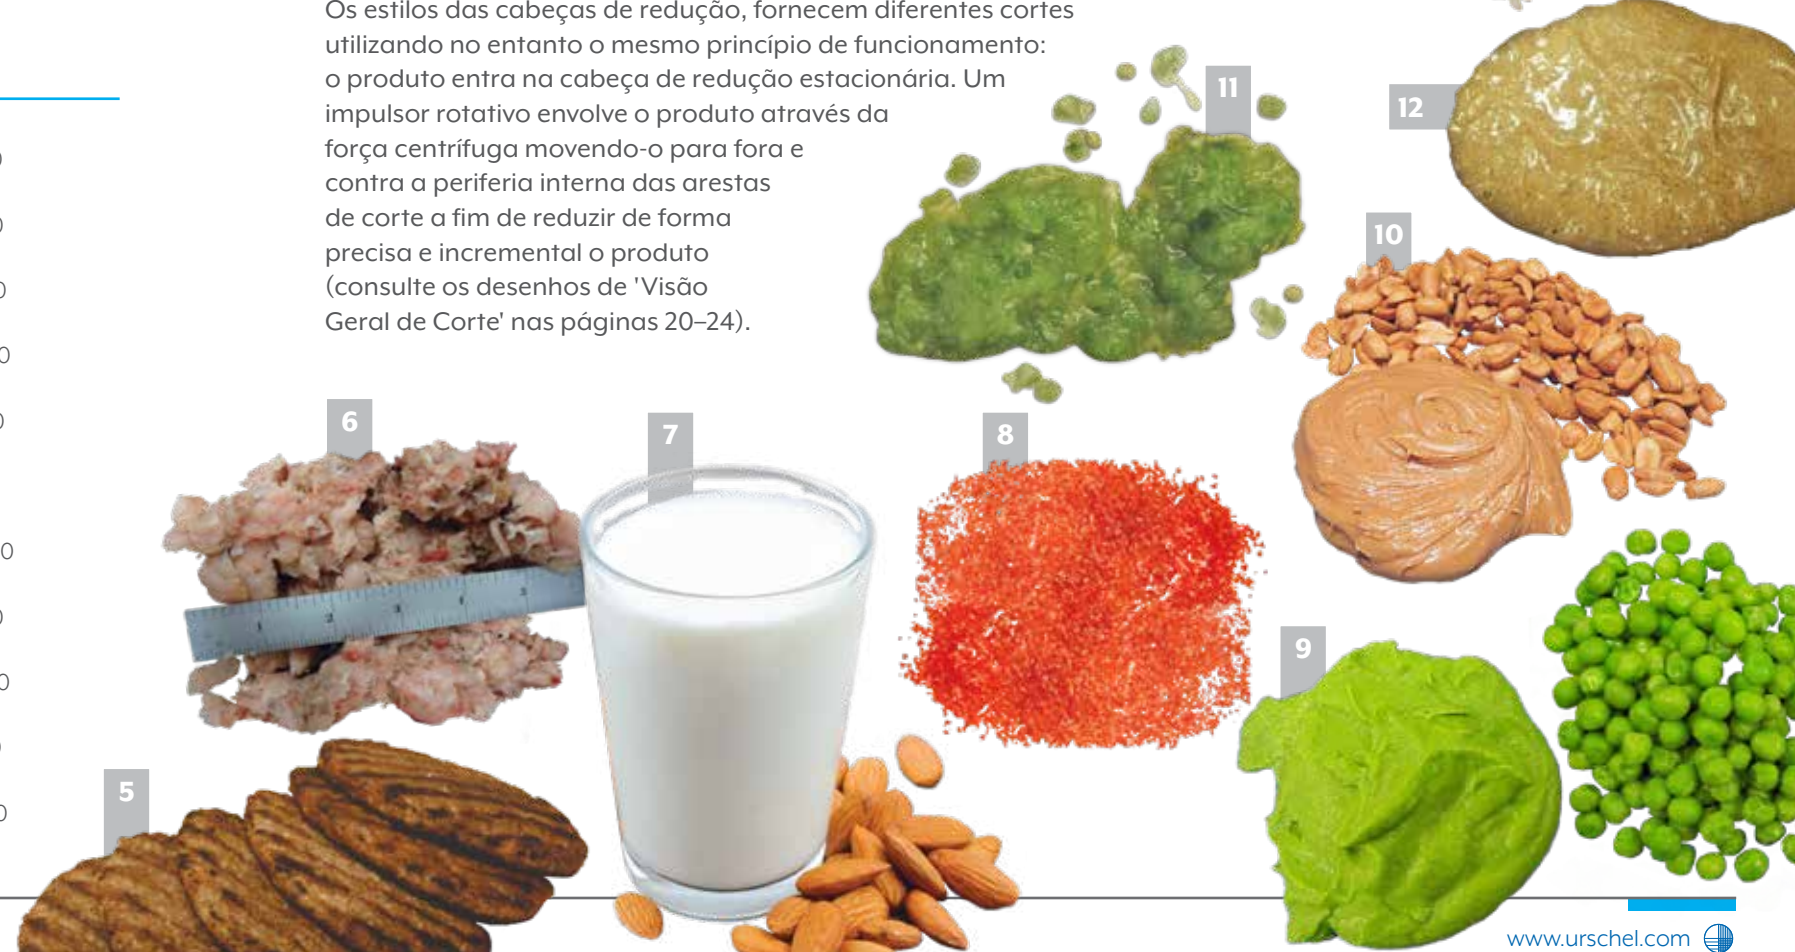 Os estilos das cabeças de redução, fornecem diferentes cortes
utilizando no entanto o mesmo princípio de funcionamento:
o produto entra na cabeça de redução estacionária. Um
impulsor rotativo envolve o produto através da
força centrífuga movendo-o para fora e
contra a periferia interna das arestas
de corte a fim de reduzir de forma
precisa e incremental o produto
(consulte os desenhos de 'Visão
Geral de Corte' nas páginas 20–24).
11
12
10
6
7
8
9
5
www.urschel.com